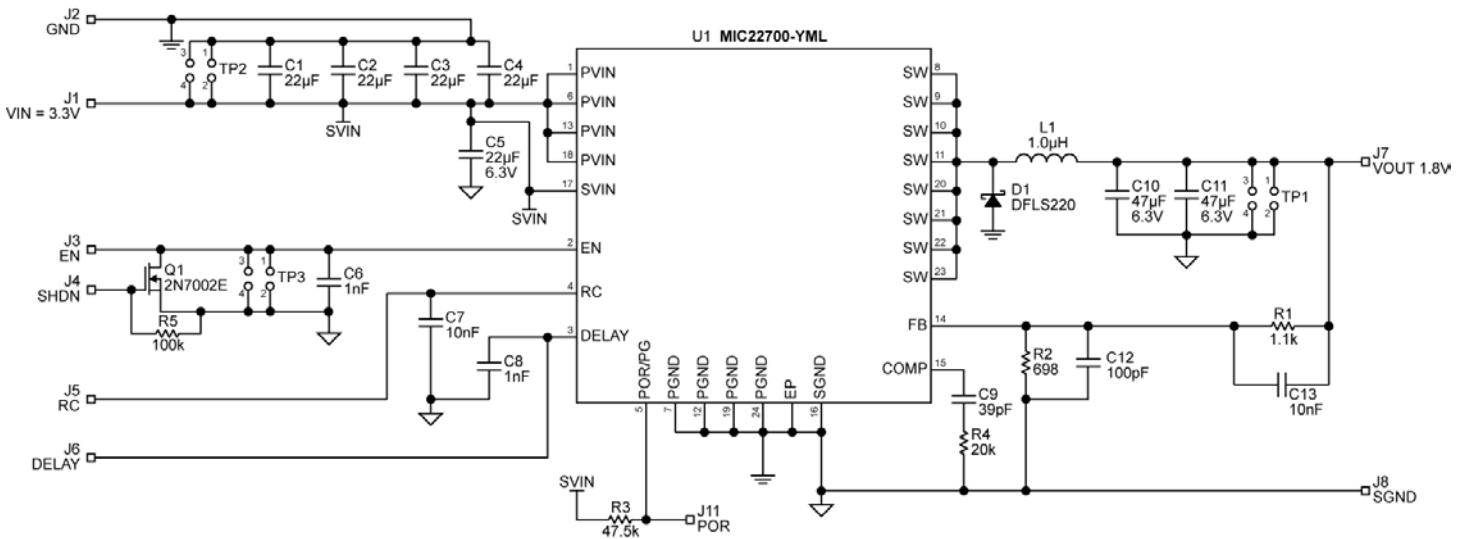 J2
GND
U1 MIC22700-YML
3
1
4
2
TP2
C1
22µF
C2
22µF
C3
22µF
C4
22µF
J1
VIN = 3.3V
SVIN
C5
22µF
6.3V
SVIN
1 PVIN
6 PVIN
13 PVIN
18 PVIN
17 SVIN
2 EN
4 RC
3 DELAY
SW 8
SW 9
SW 10
SW 11
SW 20
SW 21
SW 22
SW 23
FB 14
COMP 15
L1
1.0µH
D1
DFLS220
C10
47µF
6.3V
C11
47µF
6.3V
3
1
4
2
TP1
J7
VOUT 1.8V
J3
EN
J4
SHDN
Q1
2N7002E
R5
100k
3
1
4
2
TP3
C6
1nF
C7
10nF
C8
1nF
J5
RC
J6
DELAY
POR/PG
5
PGND
7
PGND
12
PGND
19
PGND
24
EP
SGND
16
C9
39pF
R4
20k
R2
698
C12
100pF
R1
1.1k
C13
10nF
SVIN
R3
47.5k
J11
POR
J8
SGND